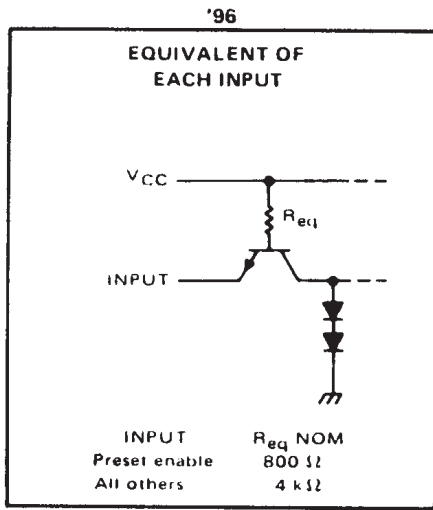 '96
EQUIVALENT OF
EACH INPUT
VCC
Req
INPUT
INPUT Req NOM
Preset enable 800 Ω
All others 4 kΩ